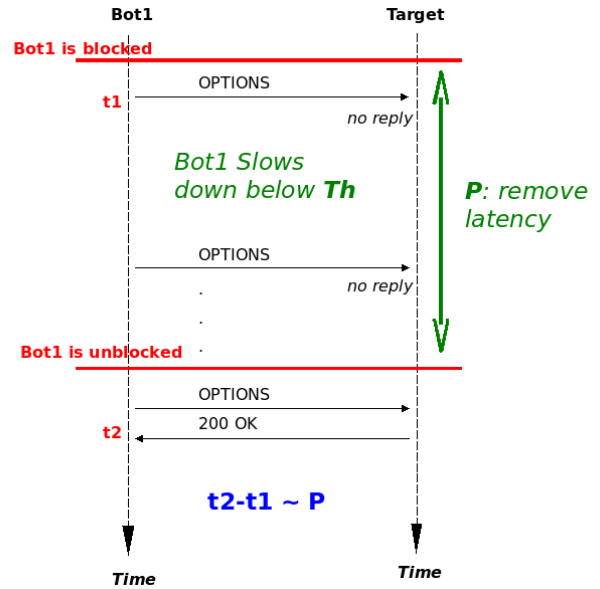 Bot1
Target
Bot1 is blocked
OPTIONS
t1
no reply
Bot1 Slows
down below Th
P: remove
latency
OPTIONS
no reply
.
.
.
Bot1 is unblocked
OPTIONS
200 OK
t2
t2-t1 ~ P
Time
Time